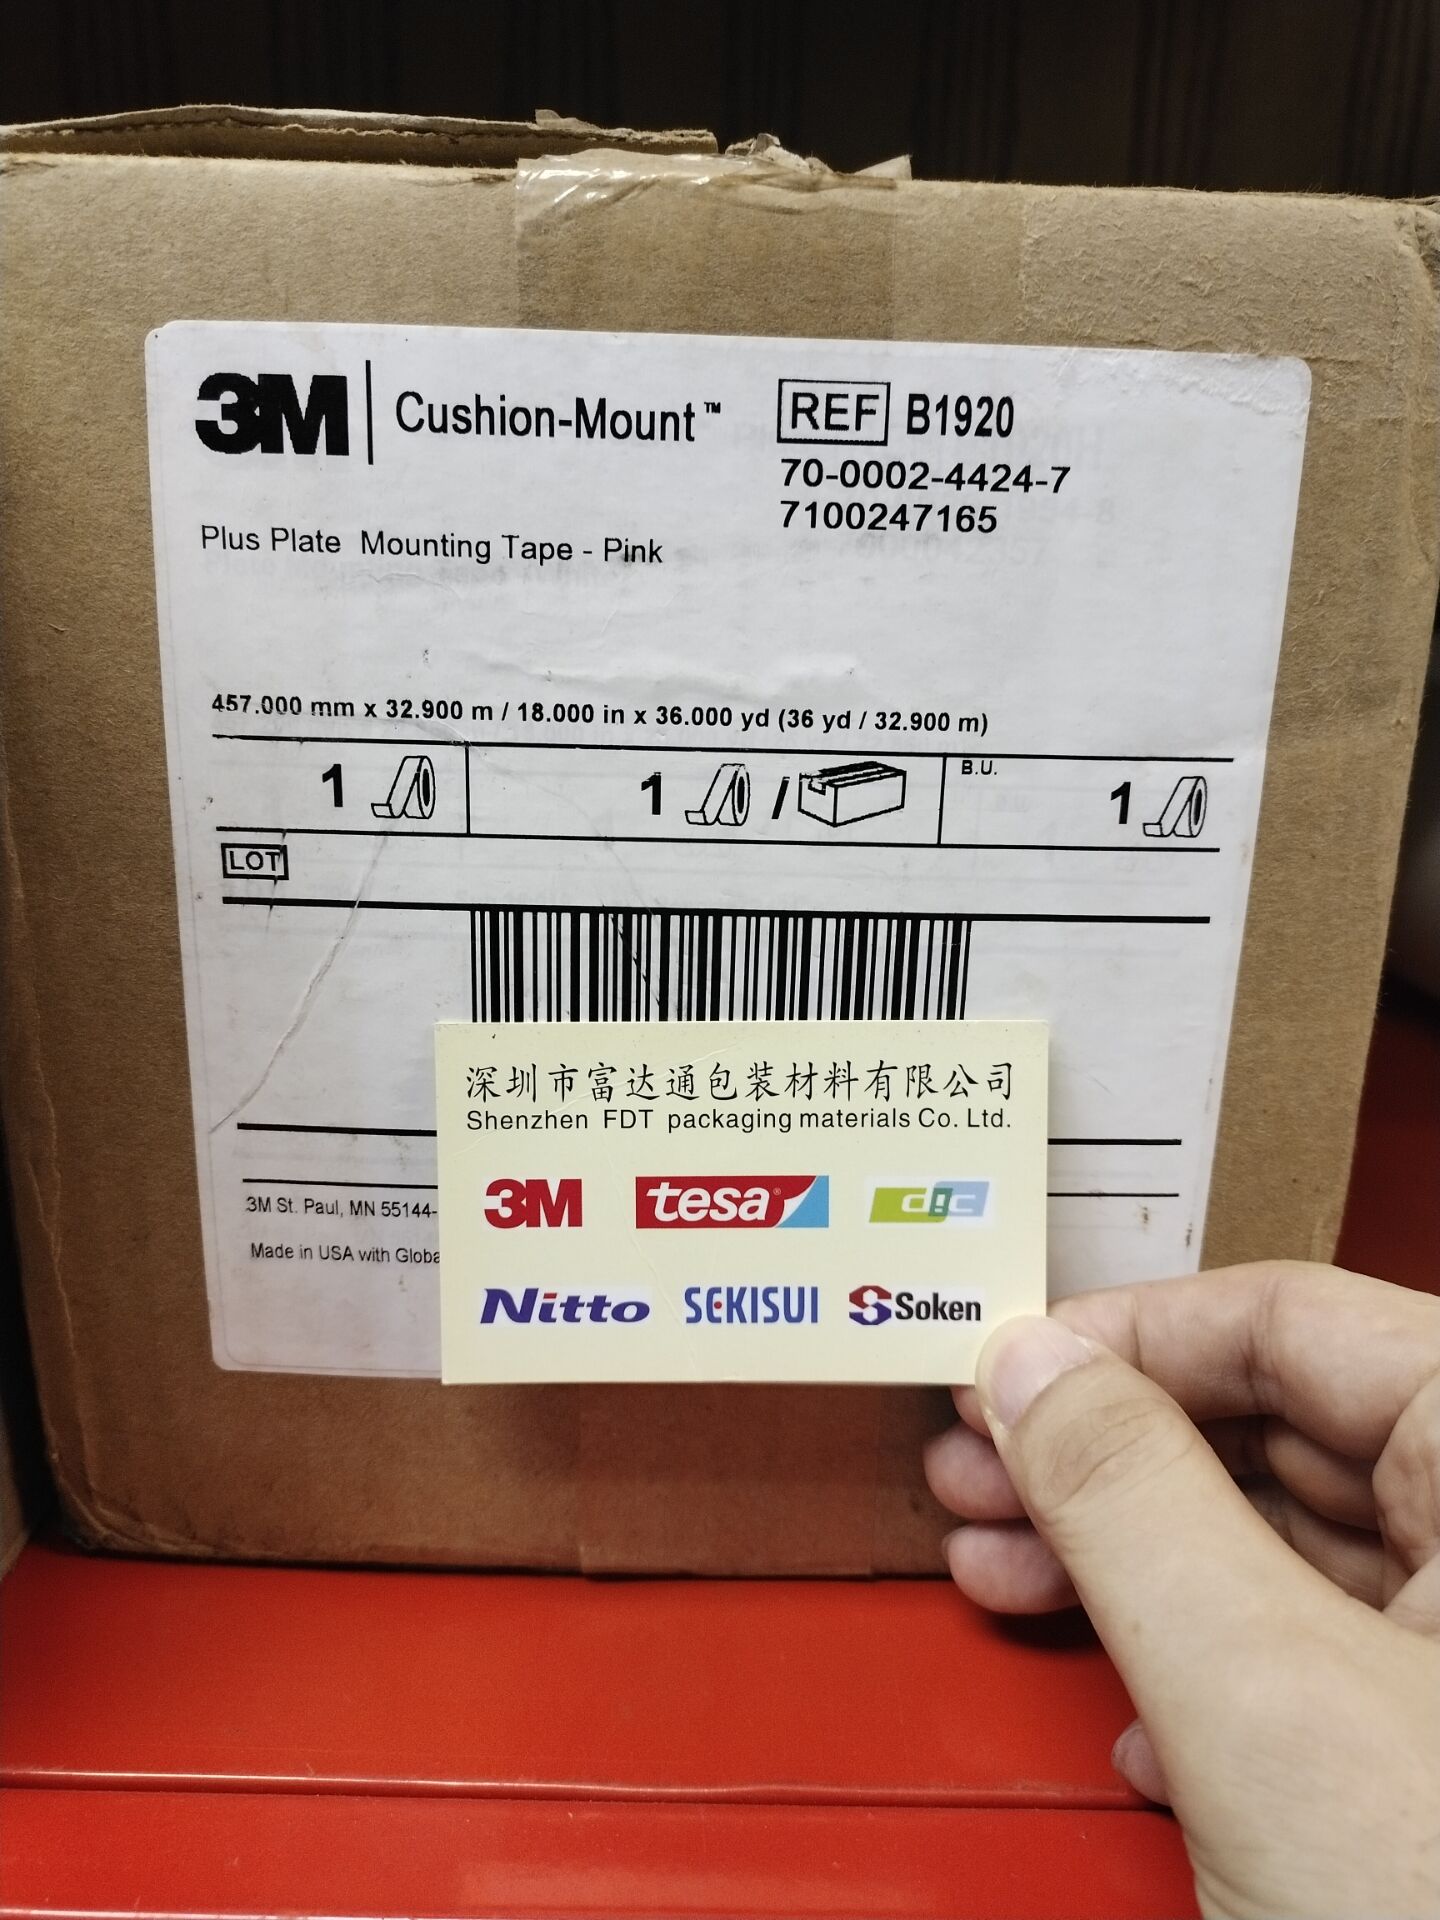 3M Cushion-Mount™ REF B1920
70-0002-4424-7
7100247165
Plus Plate Mounting Tape - Pink
457.000 mm x 32.900 m / 18.000 in x 36.000 yd (36 yd / 32.900 m)
B.U.
1 1 / 1
LOT
深圳市富达通包装材料有限公司
Shenzhen FDT packaging materials Co. Ltd.
3M St. Paul, MN 55144-
3M tesa® dgc
Made in USA with Globa
Nitto SEKISUI Soken